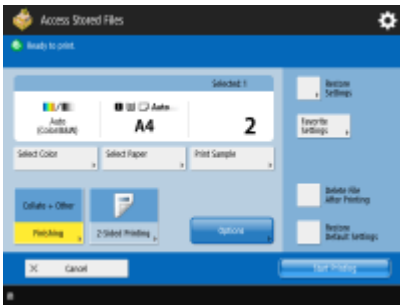 Access Stored Files
Ready to print.
Selected: 1
Auto
(Color/B&W)
Auto...
A4
2
Restore
Settings
Favorite
Settings
Select Color
Select Paper
Print Sample
Collate + Other
Finishing
2-Sided Printing
Options
Delete File
After Printing
Restore
Default Settings
Cancel
Start Printing